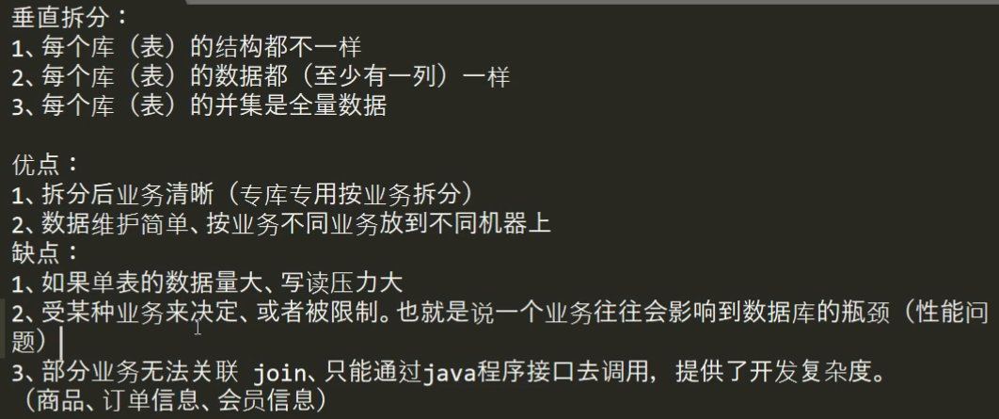 垂直拆分：
1、每个库（表）的结构都不一样
2、每个库（表）的数据都（至少有一列）一样
3、每个库（表）的并集是全量数据
优点：
1、拆分后业务清晰（专库专用按业务拆分）
2、数据维护简单、按业务不同业务放到不同机器上
缺点：
1、如果单表的数据量大、写读压力大
2、受某种业务来决定、或者被限制。也就是说一个业务往往会影响到数据库的瓶颈（性能问
题）
3、部分业务无法关联 join、只能通过java程序接口去调用，提供了开发复杂度。
（商品、订单信息、会员信息）